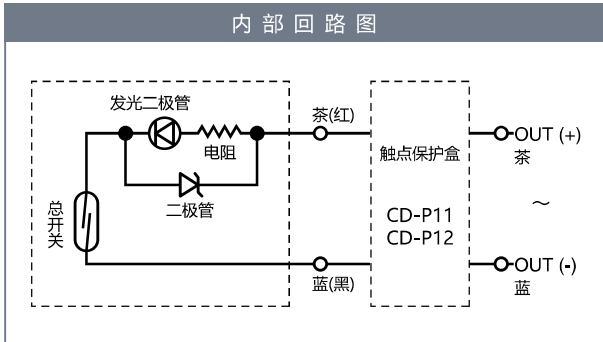 内部回路图
发光二极管
电阻
二极管
总开关
茶(红)
蓝(黑)
触点保护盒
CD-P11
CD-P12
OUT (+)
茶
～
OUT (-)
蓝